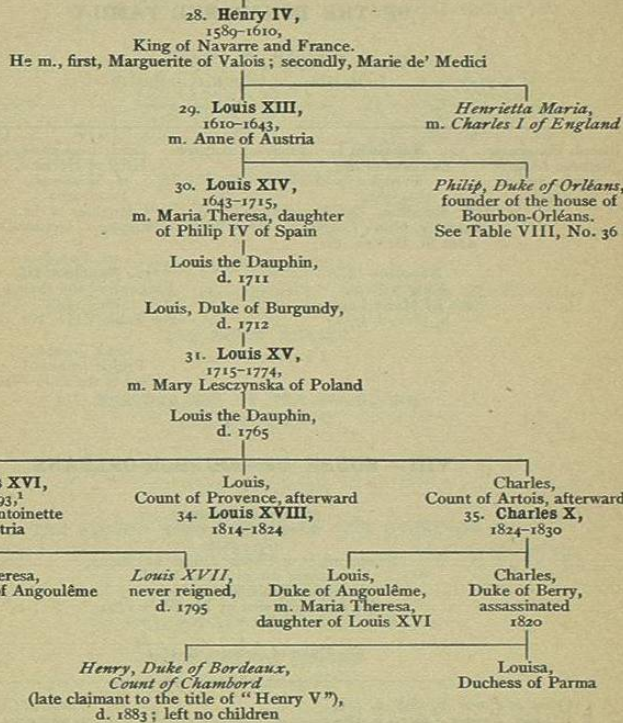 28. Henry IV,
1589–1610,
King of Navarre and France.
He m., first, Marguerite of Valois; secondly, Marie de' Medici
29. Louis XIII,
1610–1643,
m. Anne of Austria
Henrietta Maria,
m. Charles I of England
30. Louis XIV,
1643–1715,
m. Maria Theresa, daughter
of Philip IV of Spain
Philip, Duke of Orléans,
founder of the house of
Bourbon-Orléans.
See Table VIII, No. 36
Louis the Dauphin,
d. 1711
Louis, Duke of Burgundy,
d. 1712
31. Louis XV,
1715–1774,
m. Mary Lesczynska of Poland
Louis the Dauphin,
d. 1765
s XVI,
93,¹
ntoinette
tria
Louis,
Count of Provence, afterward
34. Louis XVIII,
1814–1824
Charles,
Count of Artois, afterward
35. Charles X,
1824–1830
eresa,
f Angoulême
Louis XVII,
never reigned,
d. 1795
Louis,
Duke of Angoulême,
m. Maria Theresa,
daughter of Louis XVI
Charles,
Duke of Berry,
assassinated
1820
Henry, Duke of Bordeaux,
Count of Chambord
(late claimant to the title of "Henry V"),
d. 1883; left no children
Louisa,
Duchess of Parma